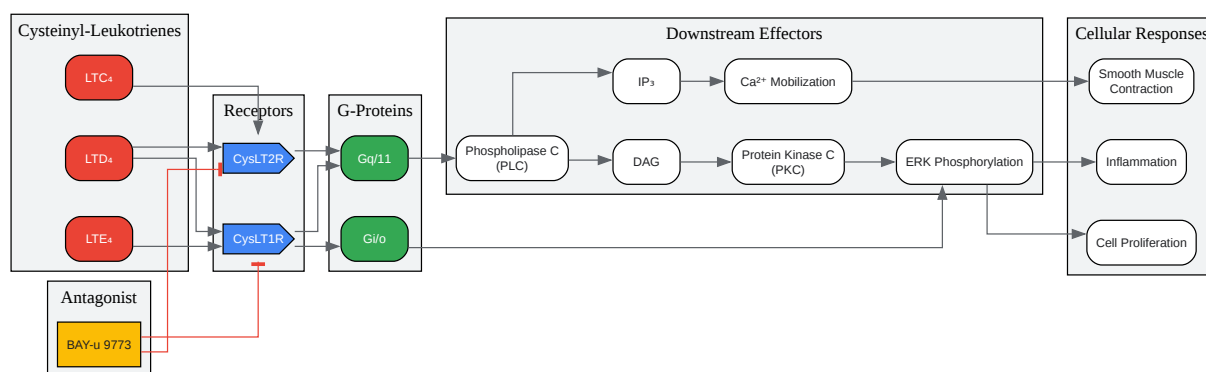 Cysteinyl-Leukotrienes
LTC₄
LTD₄
LTE₄
Antagonist
BAY-u 9773
Receptors
CysLT2R
CysLT1R
G-Proteins
Gq/11
Gi/o
Downstream Effectors
IP₃
Ca²⁺ Mobilization
Phospholipase C
(PLC)
DAG
Protein Kinase C
(PKC)
ERK Phosphorylation
Cellular Responses
Smooth Muscle
Contraction
Inflammation
Cell Proliferation